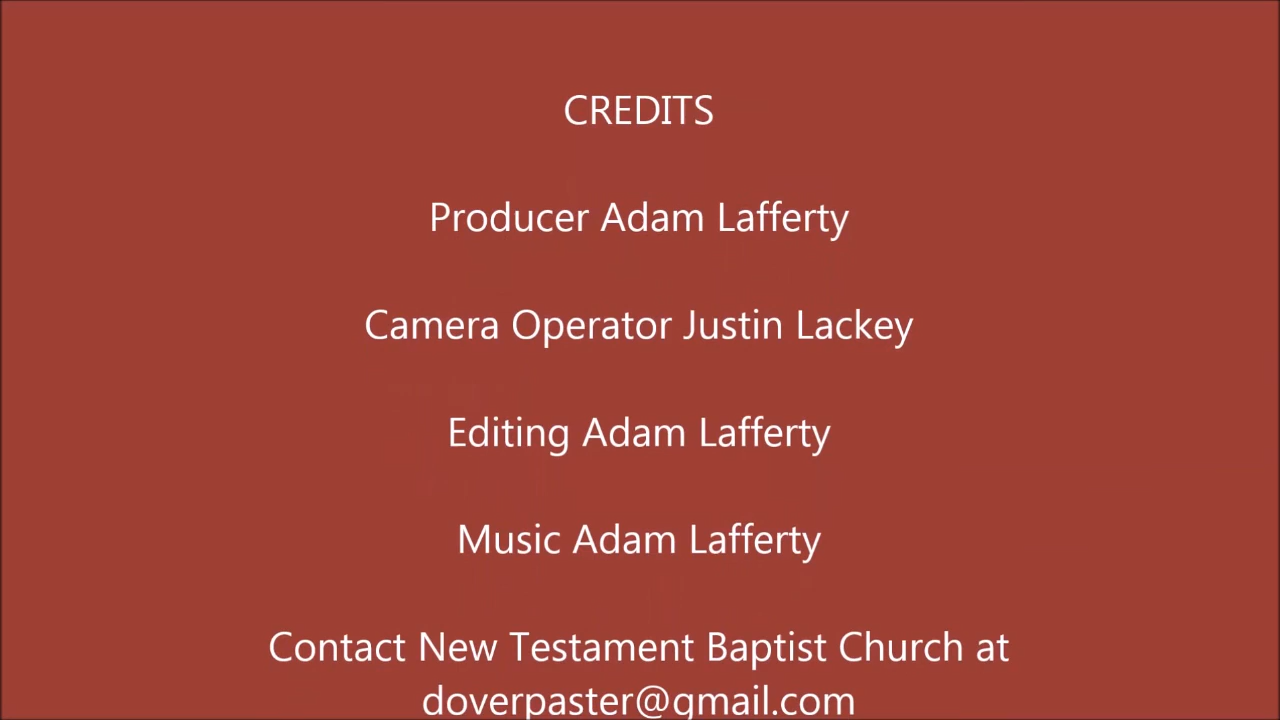 CREDITS
Producer Adam Lafferty
Camera Operator Justin Lackey
Editing Adam Lafferty
Music Adam Lafferty
Contact New Testament Baptist Church at
doverpaster@gmail.com